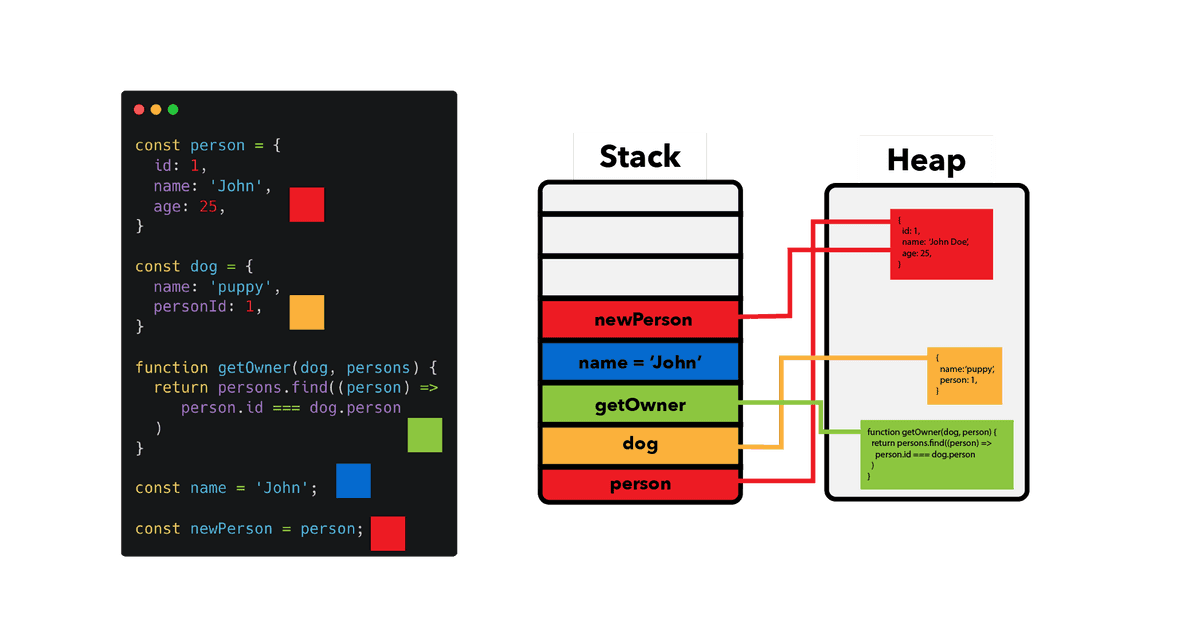 const person = {
id: 1,
name: 'John',
age: 25,
}
const dog = {
name: 'puppy',
personId: 1,
}
function getOwner(dog, persons) {
return persons.find((person) =>
person.id === dog.person
)
}
const name = 'John';
const newPerson = person;
Stack
newPerson
name = ‘John’
getOwner
dog
person
Heap
{
id: 1,
name: ‘John Doe’,
age: 25,
}
{
name:‘puppy’,
person: 1,
}
function getOwner(dog, person) {
return persons.find((person) =>
person.id === dog.person
)
}